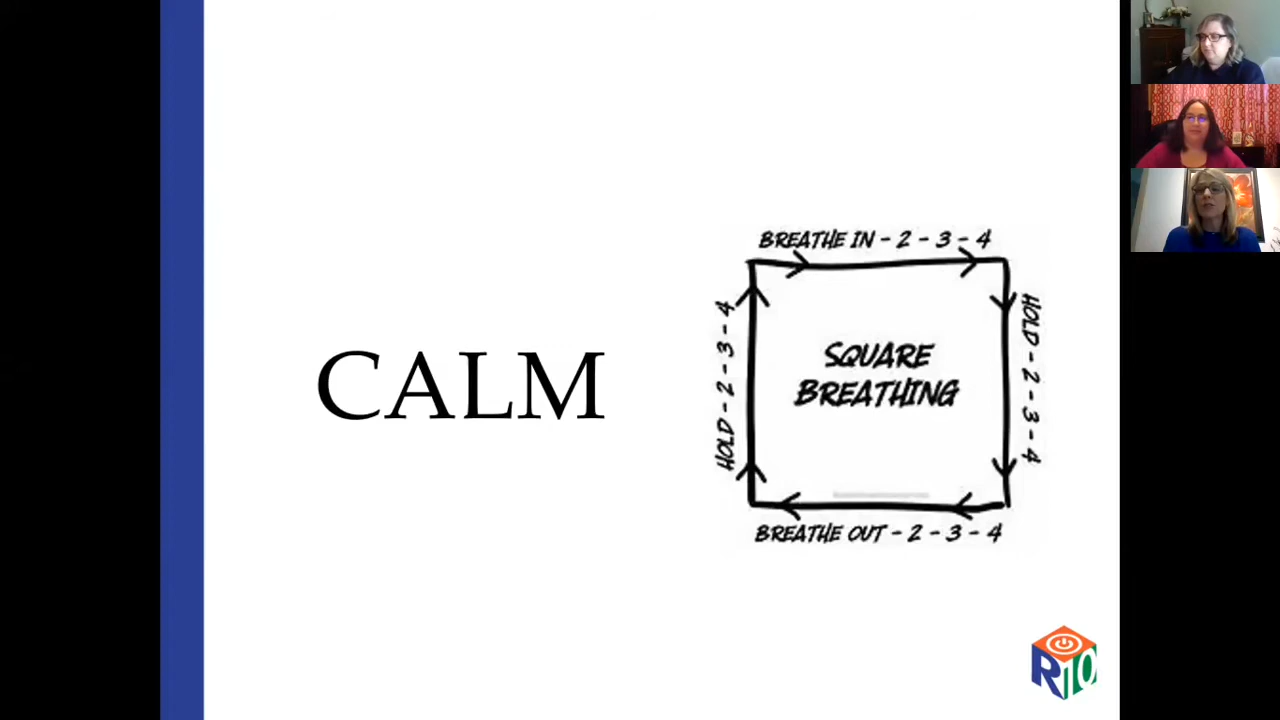 CALM
BREATHE IN - 2 - 3 - 4
HOLD - 2 - 3 - 4
SQUARE
BREATHING
HOLD - 2 - 3 - 4
BREATHE OUT - 2 - 3 - 4
R10